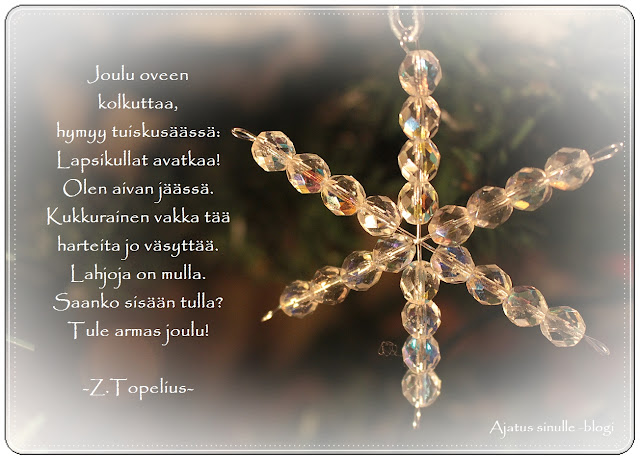 Joulu oveen
kolkuttaa,
hymyy tuiskusäässä:
Lapsikullat avatkaa!
Olen aivan jäässä.
Kukkurainen vakka tää
harteita jo väsyttää.
Lahjoja on mulla.
Saanko sisään tulla?
Tule armas joulu!
-Z.Topelius-
Ajatus sinulle -blogi